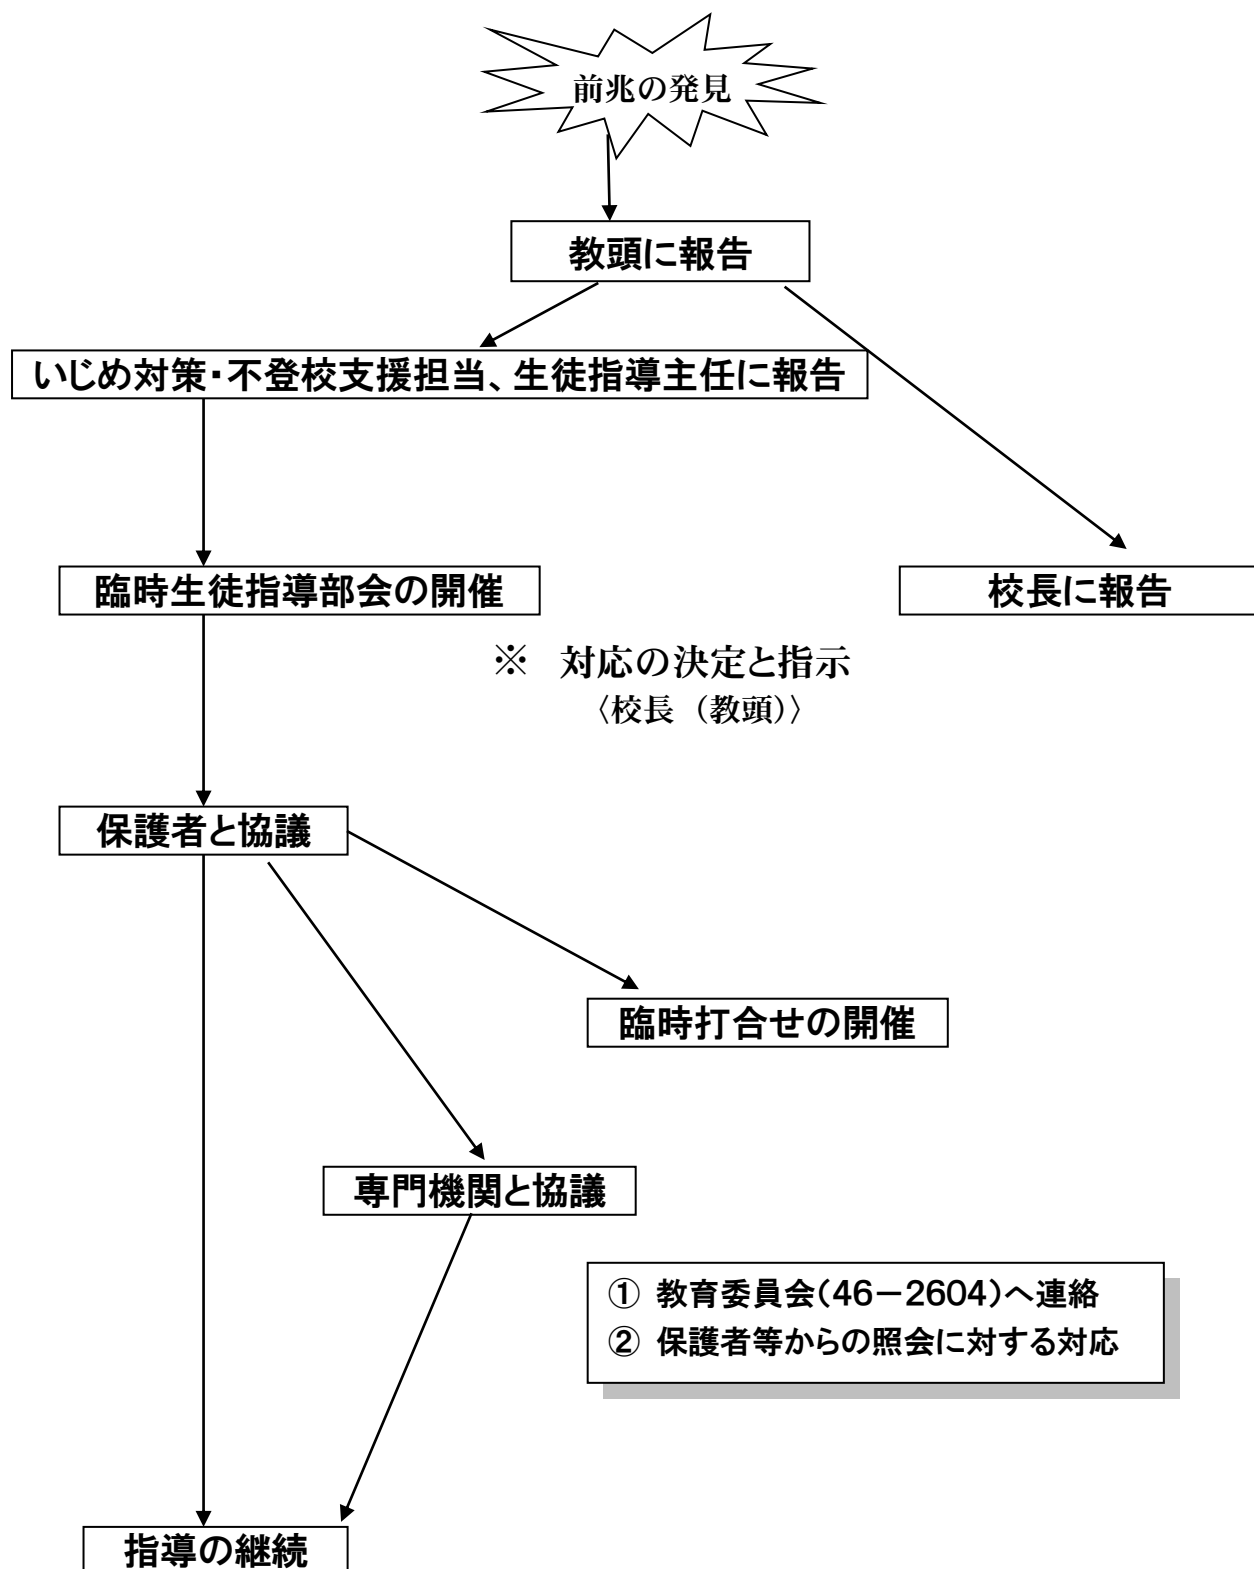 前兆の発見
教頭に報告
いじめ対策・不登校支援担当、生徒指導主任に報告
臨時生徒指導部会の開催
校長に報告
※　対応の決定と指示
〈校長（教頭）〉
保護者と協議
臨時打合せの開催
専門機関と協議
① 教育委員会（46－2604）へ連絡
② 保護者等からの照会に対する対応
指導の継続